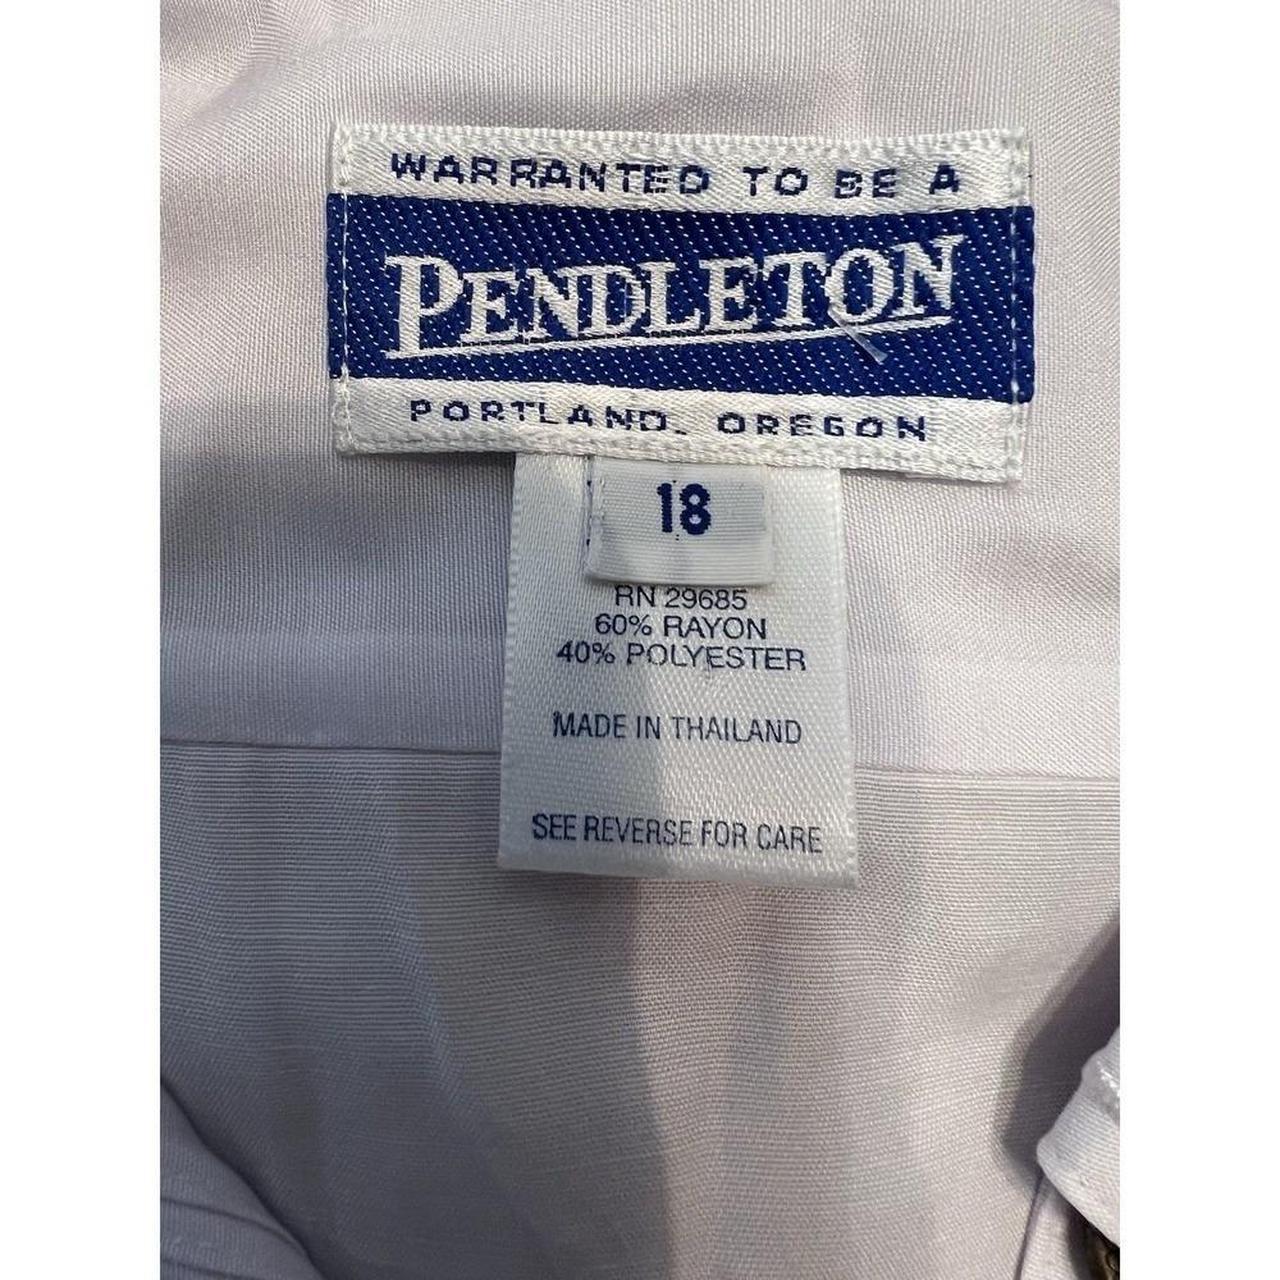 WARRANTED TO BE A
PENDLETON
PORTLAND, OREGON
18
RN 29685
60% RAYON
40% POLYESTER
MADE IN THAILAND
SEE REVERSE FOR CARE